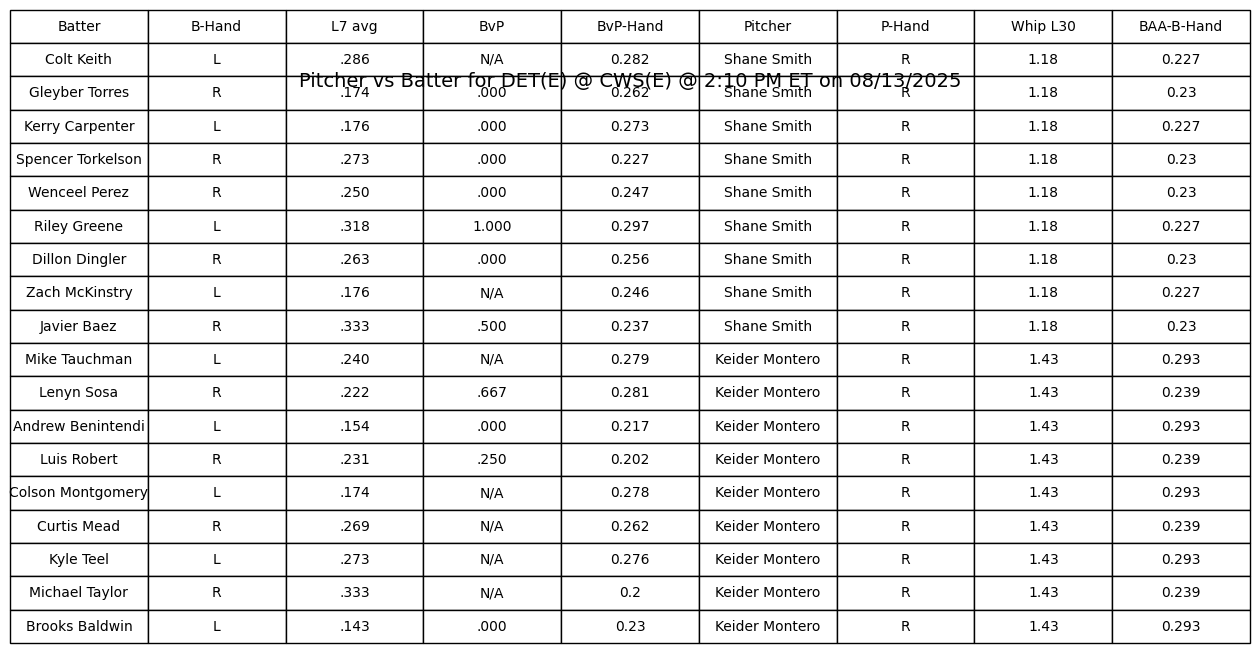 Batter B-Hand L7 avg BvP BvP-Hand Pitcher P-Hand Whip L30 BAA-B-Hand
Colt Keith L .286 N/A 0.282 Shane Smith R 1.18 0.227
Pitcher vs Batter for DET(E) @ CWS(E) @ 2:10 PM ET on 08/13/2025
Gleyber Torres R .174 .000 0.262 Shane Smith R 1.18 0.23
Kerry Carpenter L .176 .000 0.273 Shane Smith R 1.18 0.227
Spencer Torkelson R .273 .000 0.227 Shane Smith R 1.18 0.23
Wenceel Perez R .250 .000 0.247 Shane Smith R 1.18 0.23
Riley Greene L .318 1.000 0.297 Shane Smith R 1.18 0.227
Dillon Dingler R .263 .000 0.256 Shane Smith R 1.18 0.23
Zach McKinstry L .176 N/A 0.246 Shane Smith R 1.18 0.227
Javier Baez R .333 .500 0.237 Shane Smith R 1.18 0.23
Mike Tauchman L .240 N/A 0.279 Keider Montero R 1.43 0.293
Lenyn Sosa R .222 .667 0.281 Keider Montero R 1.43 0.239
Andrew Benintendi L .154 .000 0.217 Keider Montero R 1.43 0.293
Luis Robert R .231 .250 0.202 Keider Montero R 1.43 0.239
Colson Montgomery L .174 N/A 0.278 Keider Montero R 1.43 0.293
Curtis Mead R .269 N/A 0.262 Keider Montero R 1.43 0.239
Kyle Teel L .273 N/A 0.276 Keider Montero R 1.43 0.293
Michael Taylor R .333 N/A 0.2 Keider Montero R 1.43 0.239
Brooks Baldwin L .143 .000 0.23 Keider Montero R 1.43 0.293